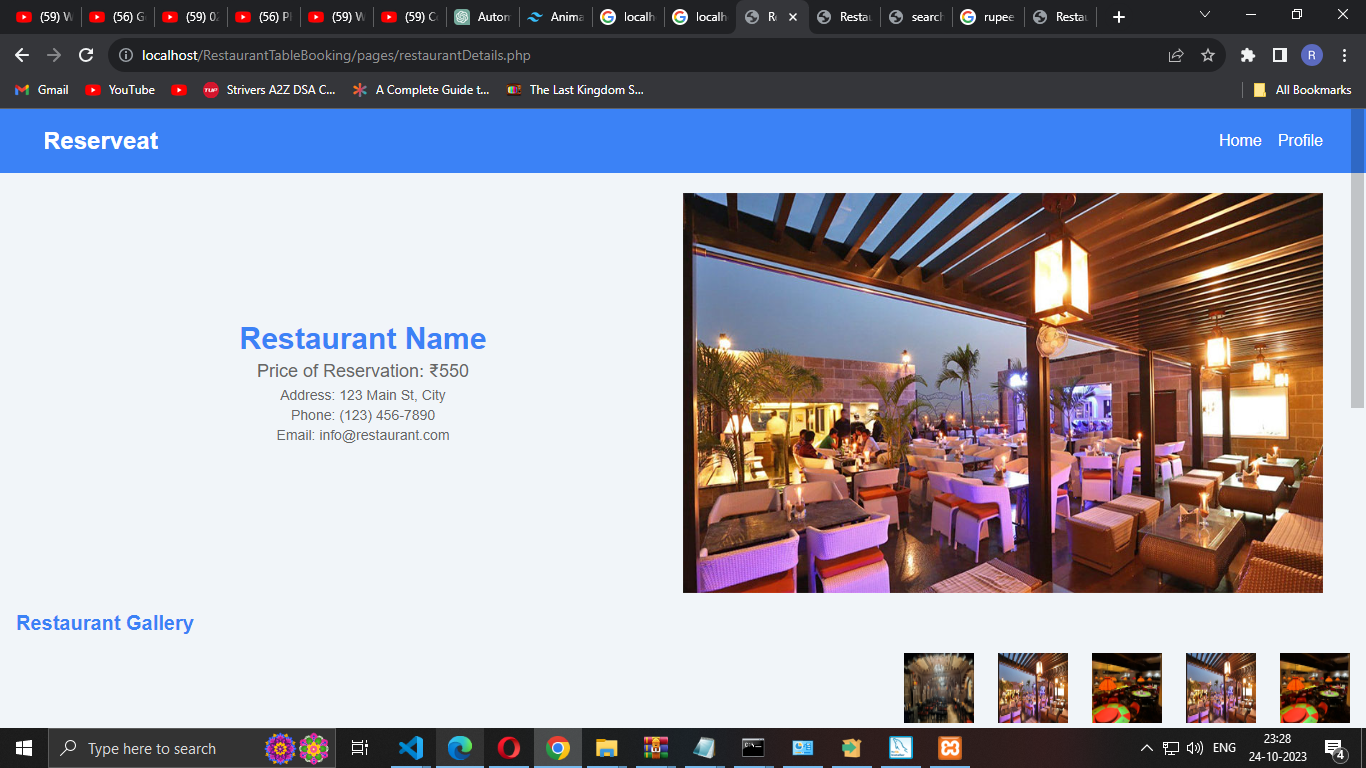 (59) W
(56) G
(59) 02
(56) Pl
(59) W
(59) C
Autom
Anima
localh
localh
Re
Restau
search
rupee
Restau
localhost/RestaurantTableBooking/pages/restaurantDetails.php
R
Gmail
YouTube
TUF
Strivers A2Z DSA C...
A Complete Guide t...
The Last Kingdom S...
All Bookmarks
Reserveat
Home
Profile
Restaurant Name
Price of Reservation: ₹550
Address: 123 Main St, City
Phone: (123) 456-7890
Email: info@restaurant.com
Restaurant Gallery
Type here to search
ENG
23:28
24-10-2023
4